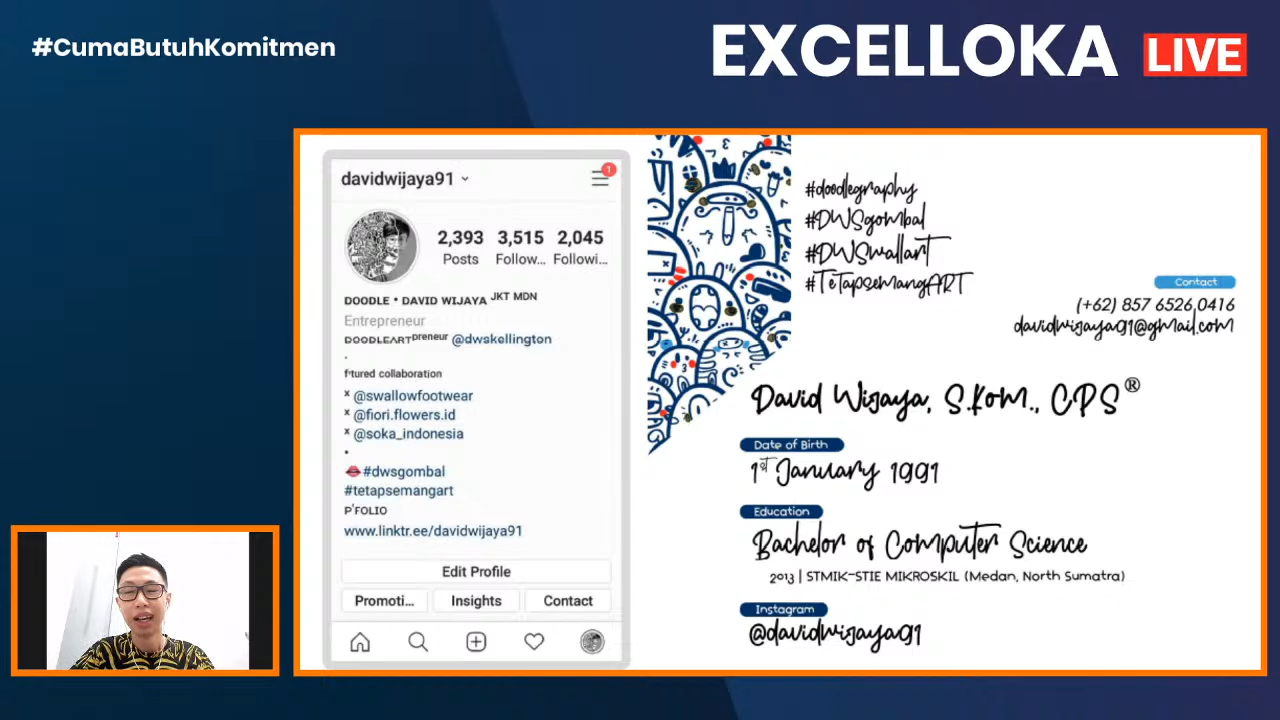 #CumaButuhKomitmen
EXCELLOKA LIVE
davidwijaya91
1
2,393 3,515 2,045
Posts Follow... Followi...
DOODLE • DAVID WIJAYA JKT MDN
Entrepreneur
DOODLEARTpreneur @dwskellington
.
f'tured collaboration
x @swallowfootwear
x @fiori.flowers.id
x @soka_indonesia
•
👄#dwsgombal
#tetapsemangart
P'FOLIO
www.linktr.ee/davidwijaya91
Edit Profile
Promoti... Insights Contact
#doodlegraphy
#DWSgombal
#DWSwallart
#TeTapsemangART
Contact
(+62) 857 6526 0416
davidwijaya91@gmail.com
David Wijaya, S.Kom., CPS®
Date of Birth
1st January 1991
Education
Bachelor of Computer Science
2013 | STMIK-STIE MIKROSKIL (Medan, North Sumatra)
Instagram
@davidwijaya91